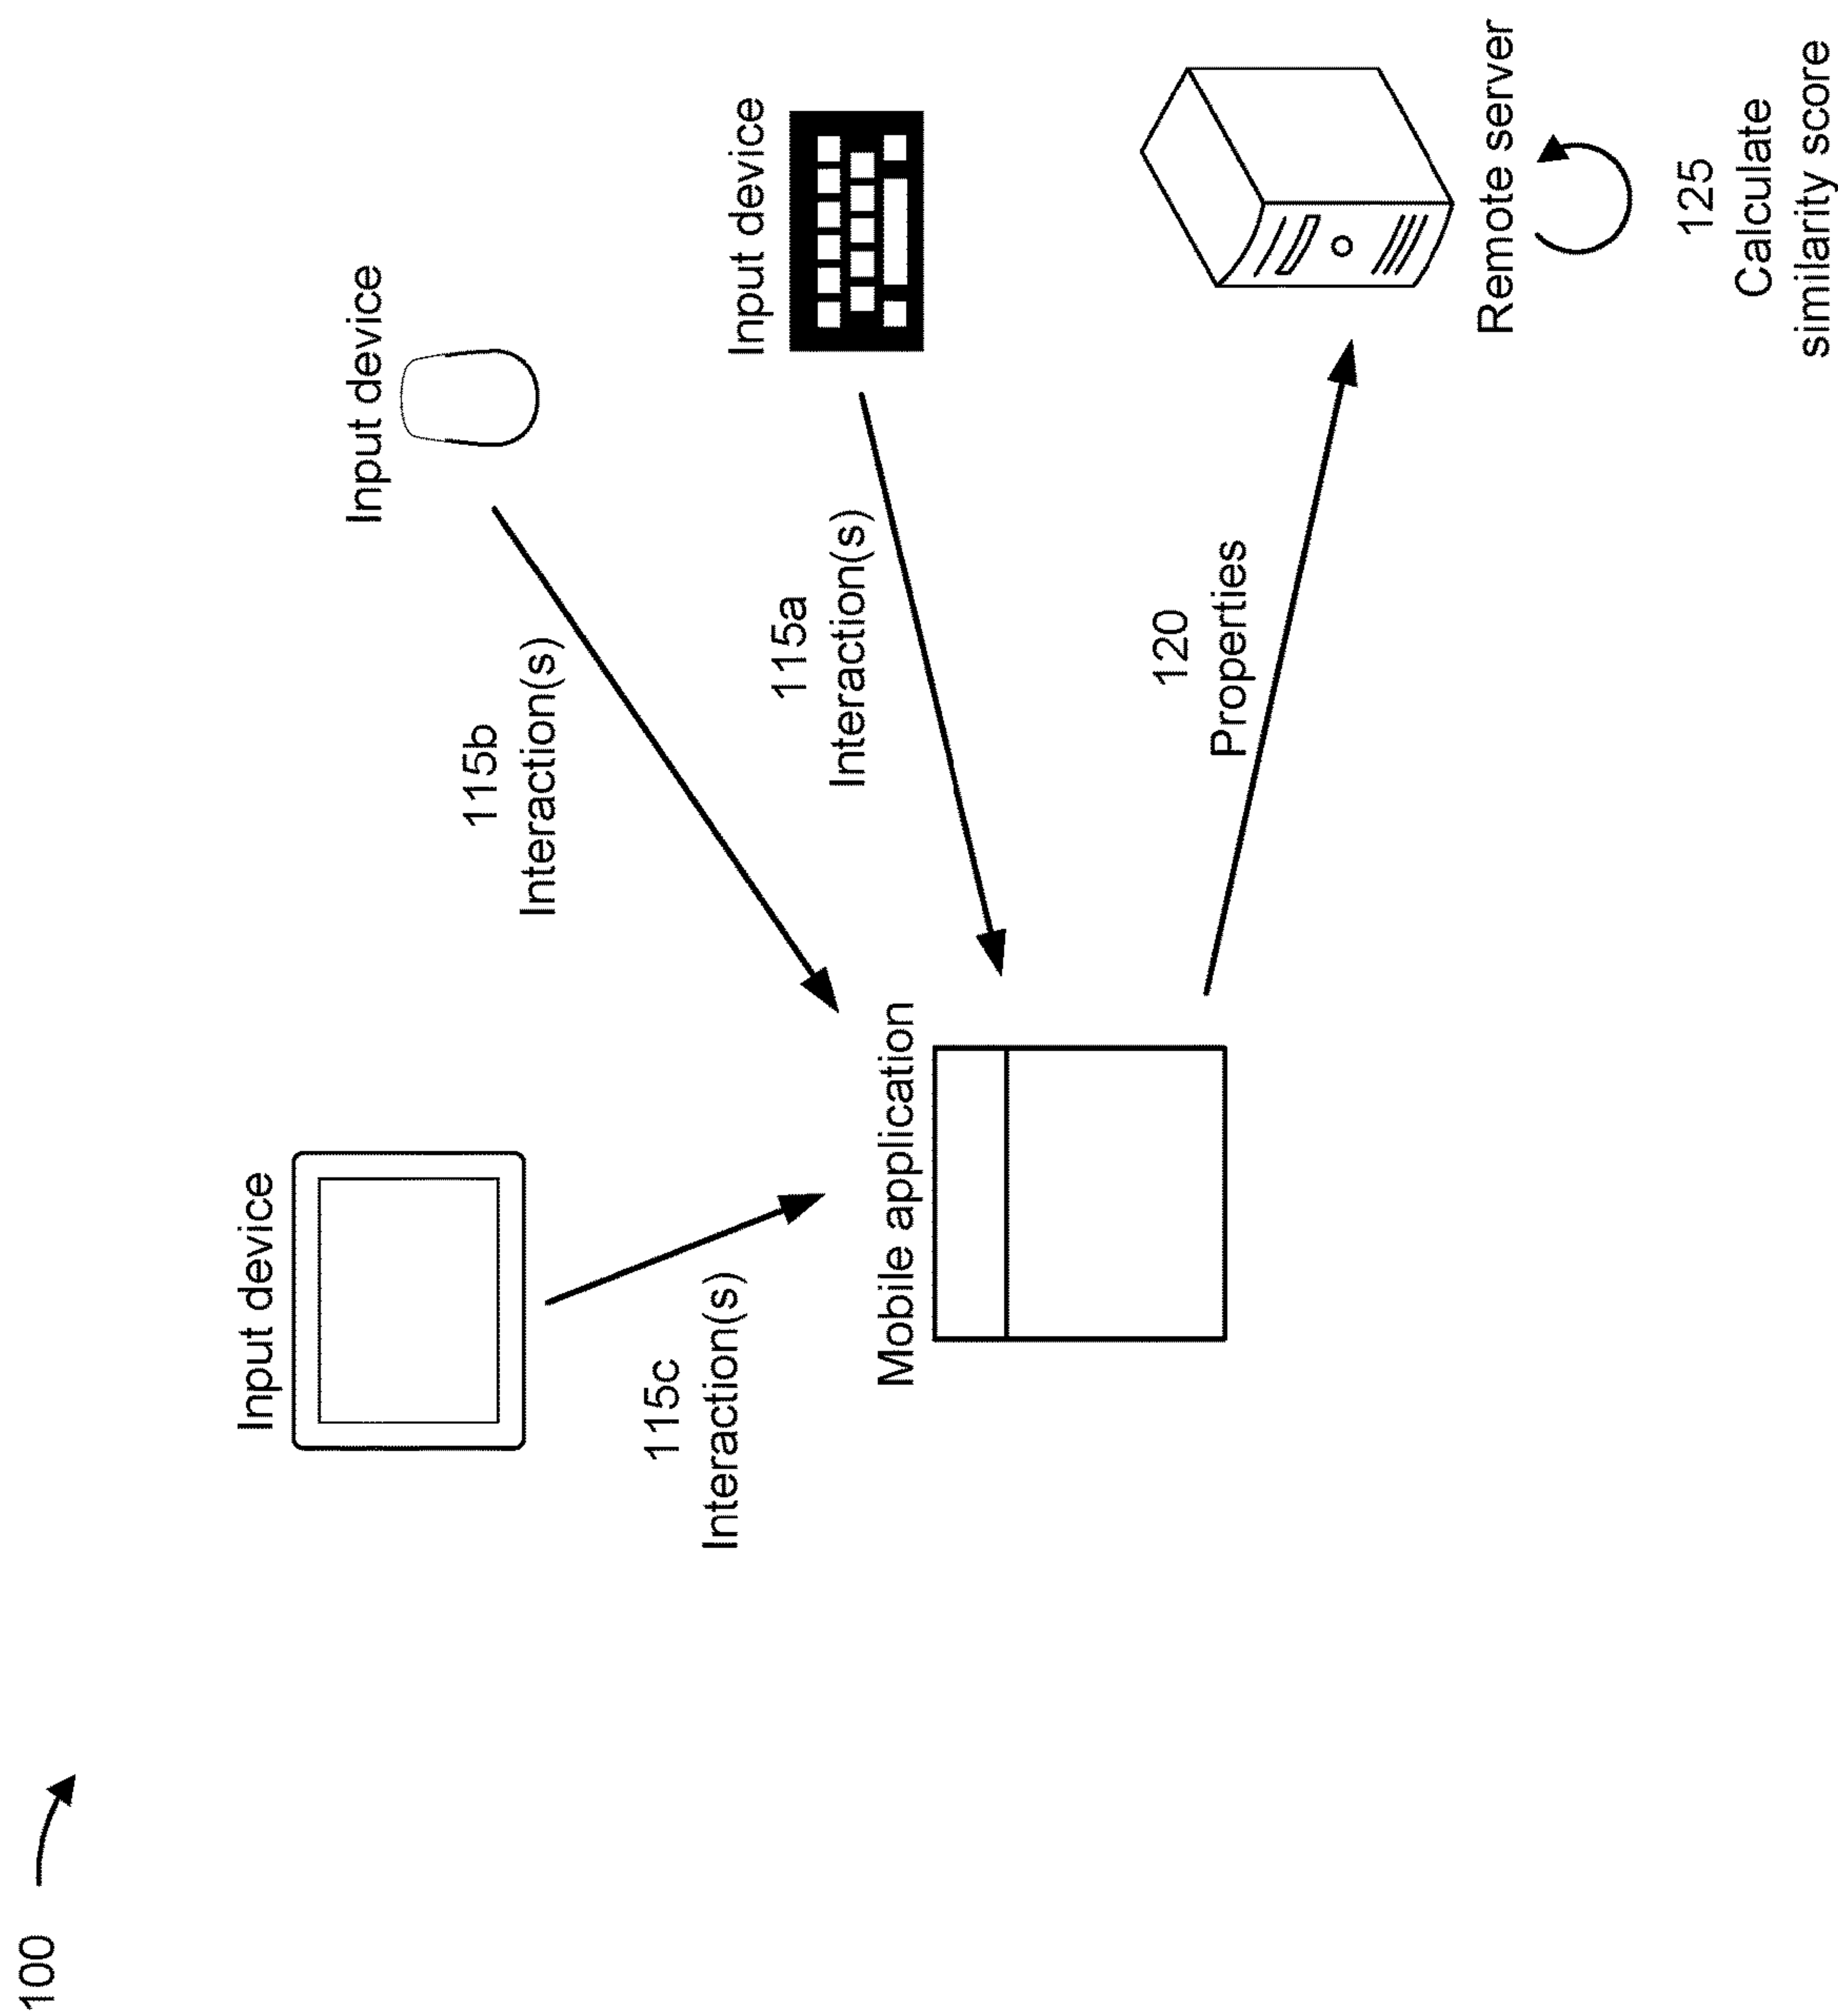 100
Input device
Input device
115b
Interaction(s)
115c
Interaction(s)
Input device
115a
Interaction(s)
Mobile application
120
Properties
Remote server
125
Calculate
similarity score